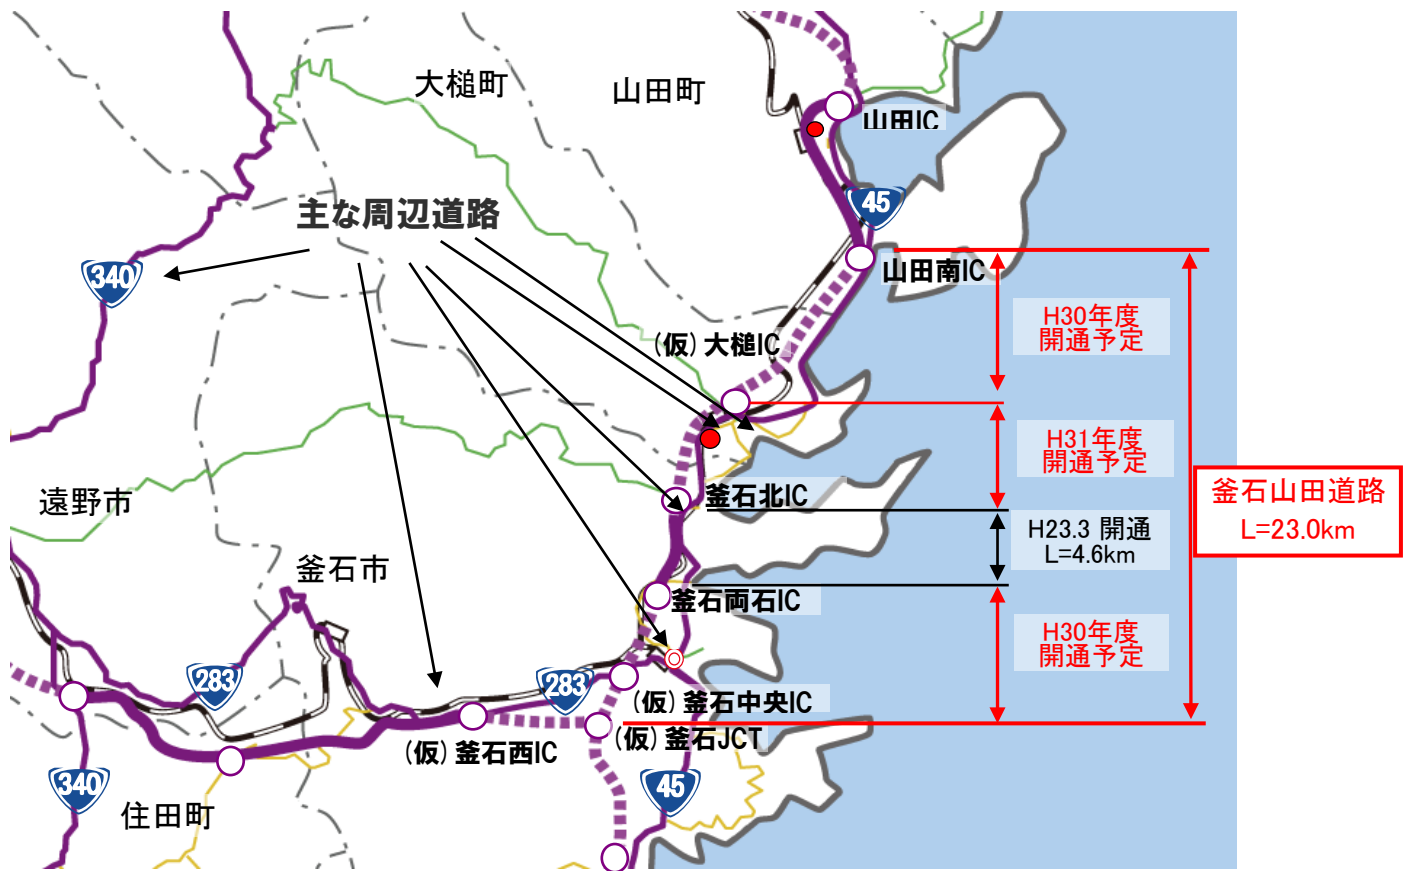 大槌町
山田町
山田IC
主な周辺道路
45
340
山田南IC
H30年度
開通予定
(仮)大槌IC
H31年度
開通予定
釜石山田道路
L=23.0km
遠野市
釜石北IC
H23.3 開通
L=4.6km
釜石市
釜石両石IC
H30年度
開通予定
283
283
(仮)釜石中央IC
(仮)釜石JCT
(仮)釜石西IC
340
45
住田町